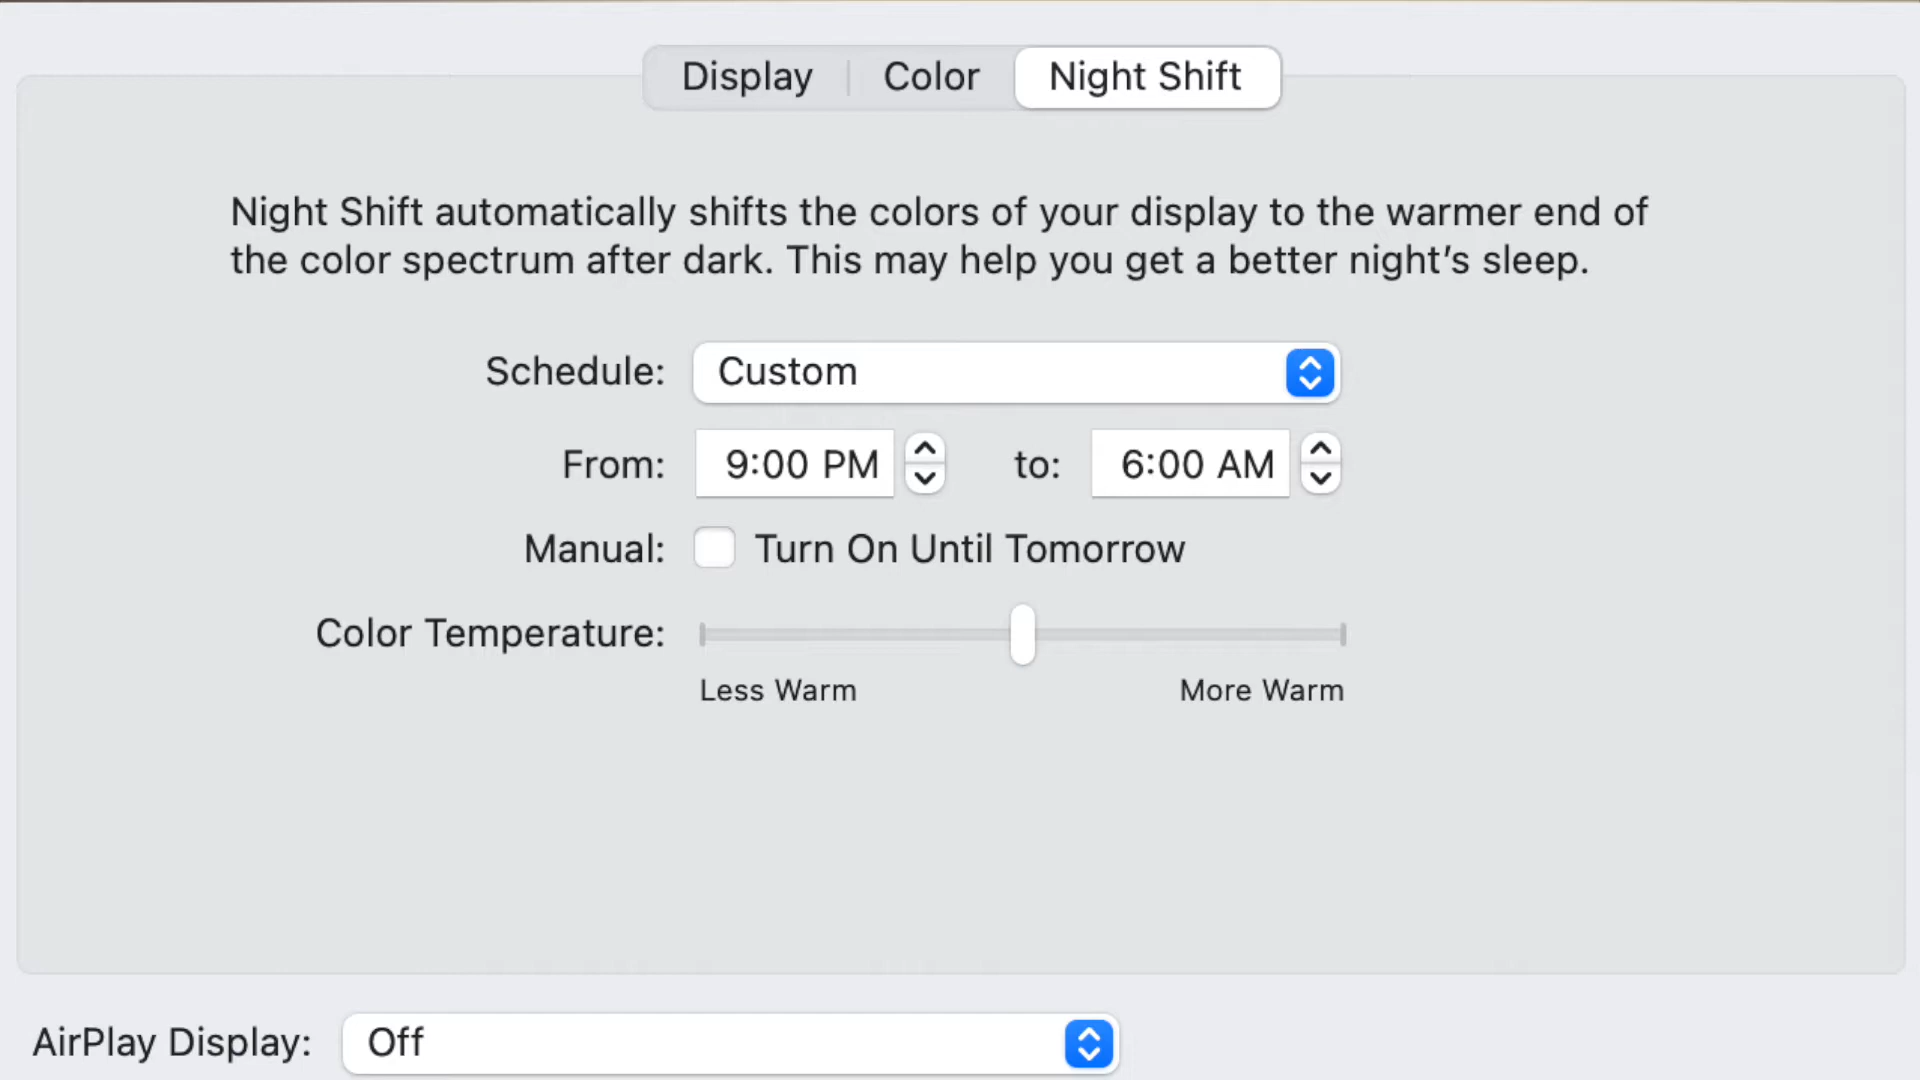 Display Color Night Shift
Night Shift automatically shifts the colors of your display to the warmer end of
the color spectrum after dark. This may help you get a better night’s sleep.
Schedule: Custom
From: 9:00 PM to: 6:00 AM
Manual: Turn On Until Tomorrow
Color Temperature:
Less Warm More Warm
AirPlay Display: Off